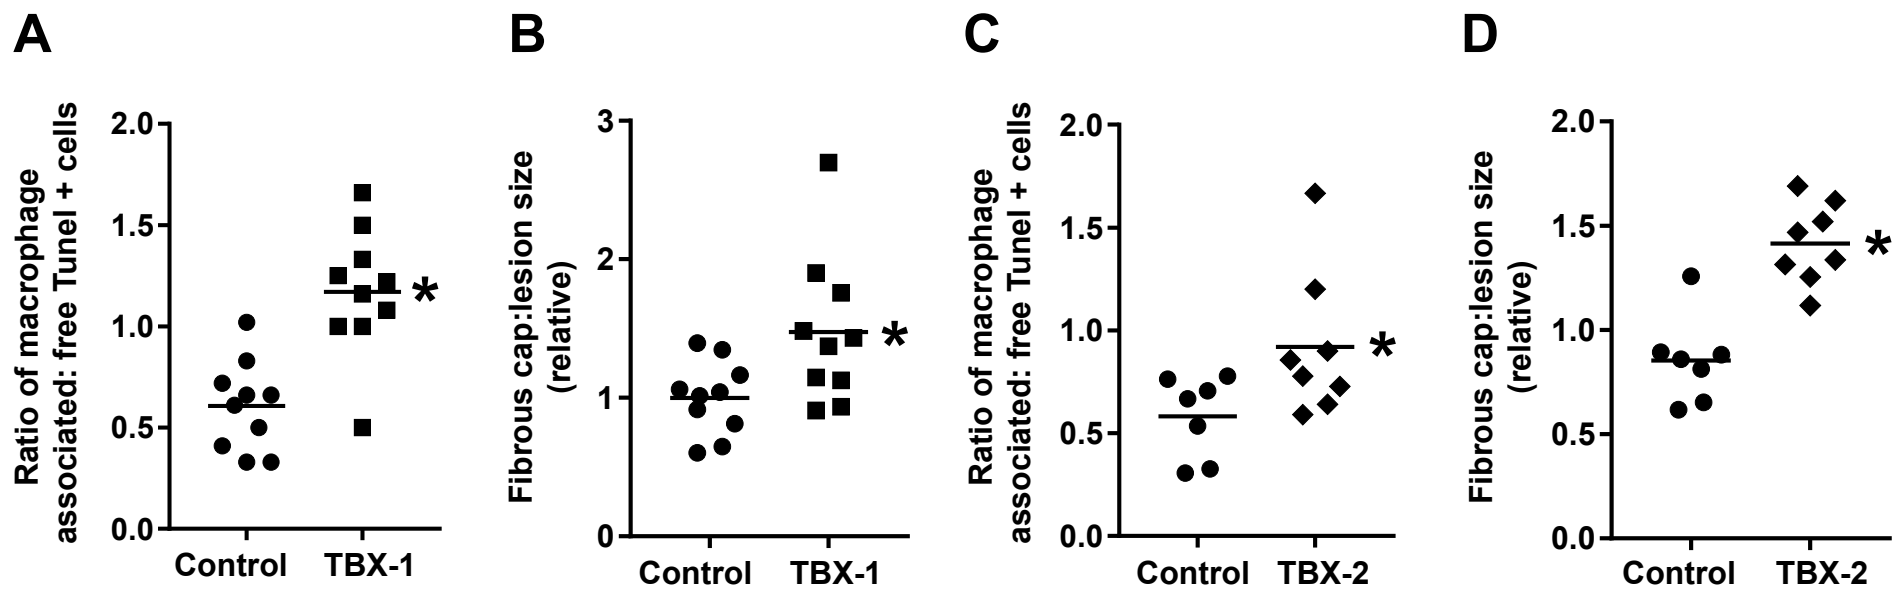 A
B
C
D
Ratio of macrophage
associated: free Tunel + cells
2.0
1.5
1.0
0.5
0.0
*
Control
TBX-1
Fibrous cap:lesion size
(relative)
3
2
1
0
*
Control
TBX-1
Ratio of macrophage
associated: free Tunel + cells
2.0
1.5
1.0
0.5
0.0
*
Control
TBX-2
Fibrous cap:lesion size
(relative)
2.0
1.5
1.0
0.5
0.0
*
Control
TBX-2